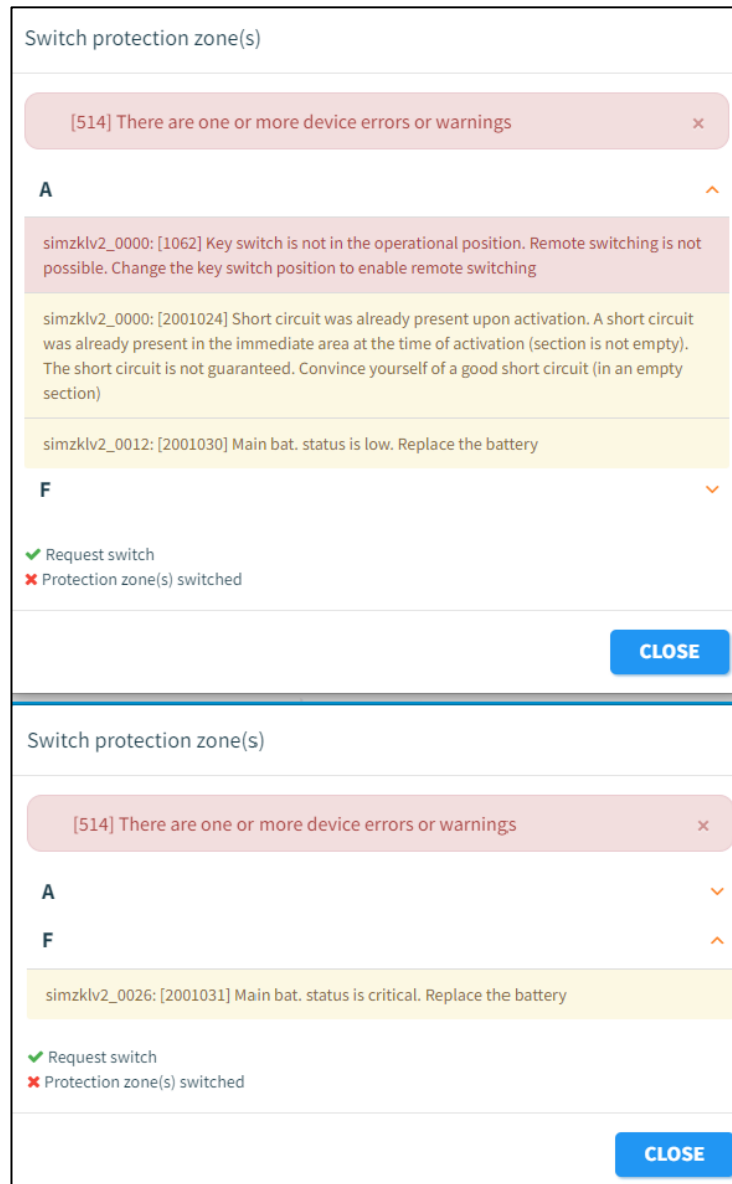 Switch protection zone(s)
[514] There are one or more device errors or warnings ×
A
simzklv2_0000: [1062] Key switch is not in the operational position. Remote switching is not
possible. Change the key switch position to enable remote switching
simzklv2_0000: [2001024] Short circuit was already present upon activation. A short circuit
was already present in the immediate area at the time of activation (section is not empty).
The short circuit is not guaranteed. Convince yourself of a good short circuit (in an empty
section)
simzklv2_0012: [2001030] Main bat. status is low. Replace the battery
F
✔ Request switch
✖ Protection zone(s) switched
CLOSE
Switch protection zone(s)
[514] There are one or more device errors or warnings ×
A
F
simzklv2_0026: [2001031] Main bat. status is critical. Replace the battery
✔ Request switch
✖ Protection zone(s) switched
CLOSE